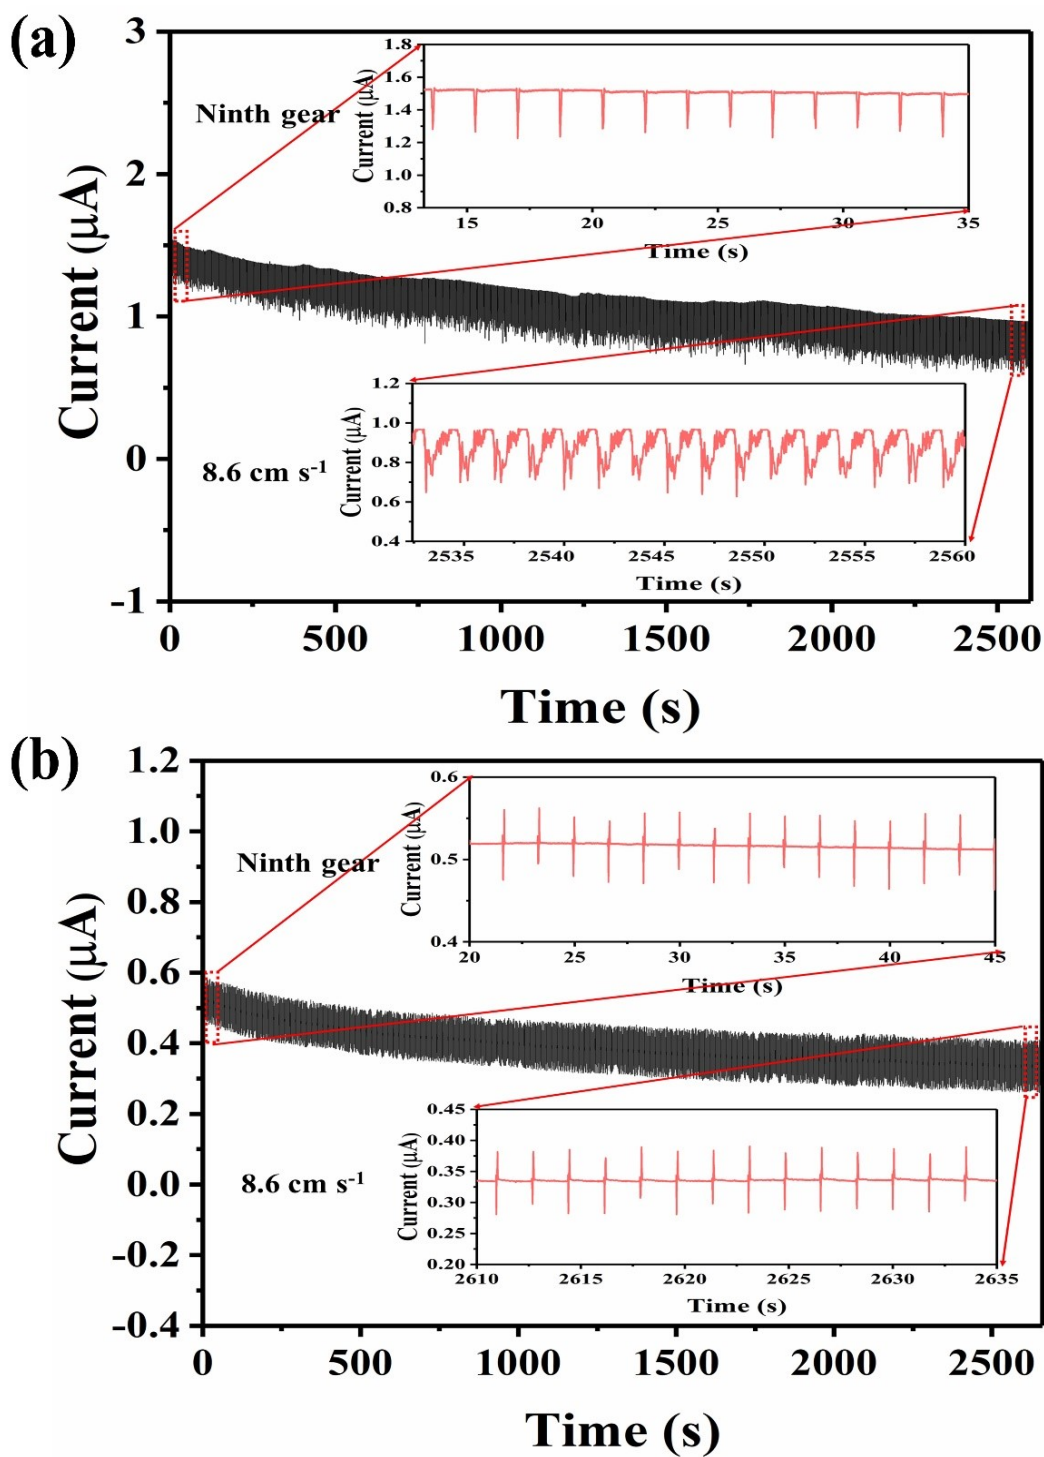 (a)
3
2
1
0
-1
Current (μA)
Ninth gear
8.6 cm s-1
1.8
1.6
1.4
1.2
1.0
0.8
Current (μA)
15 20 25 30 35
Time (s)
1.2
1.0
0.8
0.6
0.4
Current (μA)
2535 2540 2545 2550 2555 2560
Time (s)
0 500 1000 1500 2000 2500
Time (s)
(b)
1.2
1.0
0.8
0.6
0.4
0.2
0.0
-0.2
-0.4
Current (μA)
Ninth gear
8.6 cm s-1
0.6
0.5
0.4
Current (μA)
20 25 30 35 40 45
Time (s)
0.45
0.40
0.35
0.30
0.25
0.20
Current (μA)
2610 2615 2620 2625 2630 2635
Time (s)
0 500 1000 1500 2000 2500
Time (s)